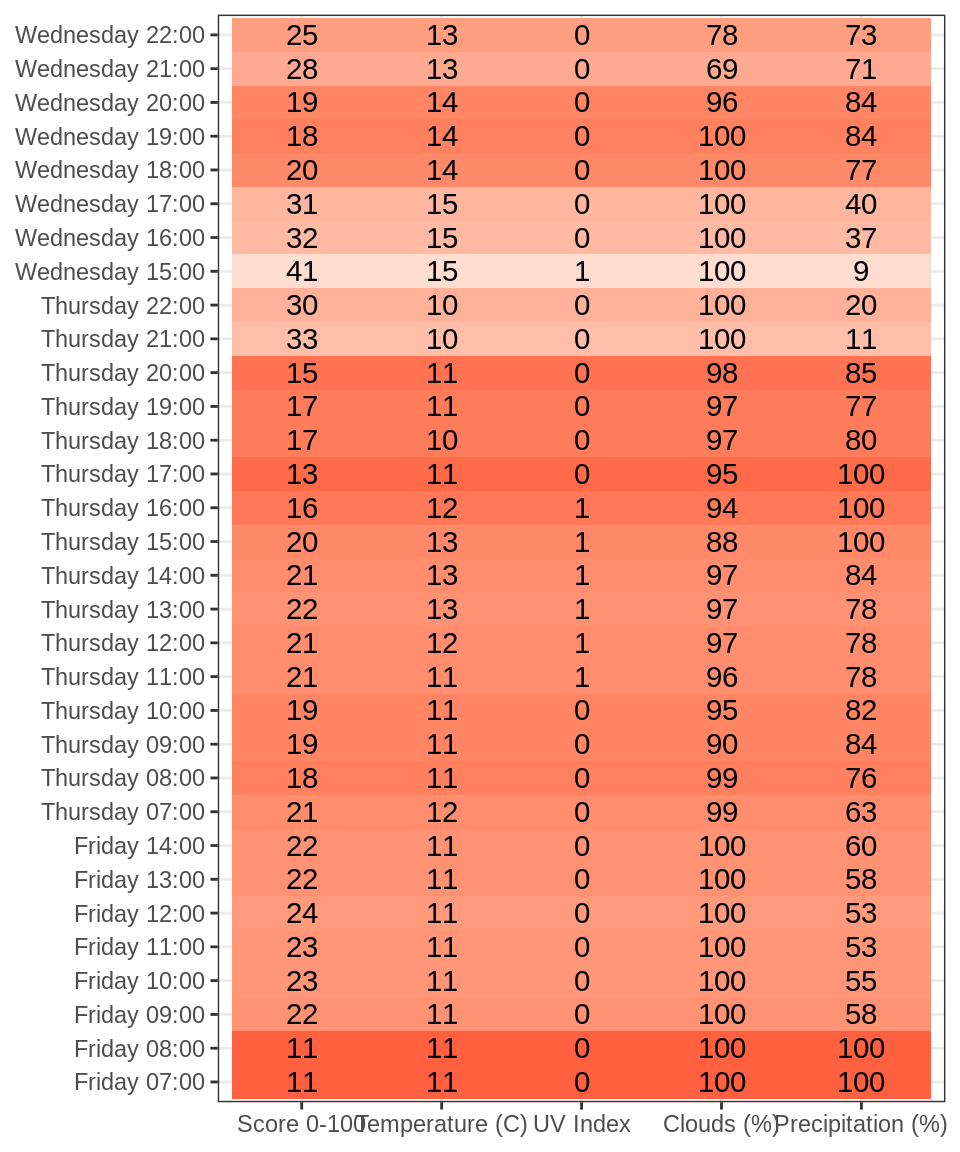 Wednesday 22:00 25 13 0 78 73
Wednesday 21:00 28 13 0 69 71
Wednesday 20:00 19 14 0 96 84
Wednesday 19:00 18 14 0 100 84
Wednesday 18:00 20 14 0 100 77
Wednesday 17:00 31 15 0 100 40
Wednesday 16:00 32 15 0 100 37
Wednesday 15:00 41 15 1 100 9
Thursday 22:00 30 10 0 100 20
Thursday 21:00 33 10 0 100 11
Thursday 20:00 15 11 0 98 85
Thursday 19:00 17 11 0 97 77
Thursday 18:00 17 10 0 97 80
Thursday 17:00 13 11 0 95 100
Thursday 16:00 16 12 1 94 100
Thursday 15:00 20 13 1 88 100
Thursday 14:00 21 13 1 97 84
Thursday 13:00 22 13 1 97 78
Thursday 12:00 21 12 1 97 78
Thursday 11:00 21 11 1 96 78
Thursday 10:00 19 11 0 95 82
Thursday 09:00 19 11 0 90 84
Thursday 08:00 18 11 0 99 76
Thursday 07:00 21 12 0 99 63
Friday 14:00 22 11 0 100 60
Friday 13:00 22 11 0 100 58
Friday 12:00 24 11 0 100 53
Friday 11:00 23 11 0 100 53
Friday 10:00 23 11 0 100 55
Friday 09:00 22 11 0 100 58
Friday 08:00 11 11 0 100 100
Friday 07:00 11 11 0 100 100
Score 0-100 Temperature (C) UV Index Clouds (%) Precipitation (%)